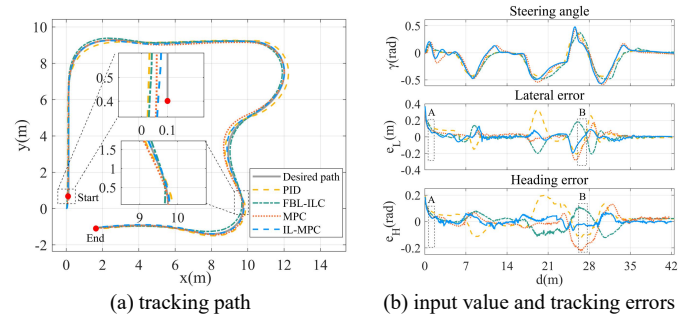 10
8
6
4
2
0
-2
y(m)
0.5
0.4
0 0.1
1.5
1
0.5
9 10
Start
End
Desired path
PID
FBL-ILC
MPC
IL-MPC
0 2 4 6 8 10 12 14
x(m)
(a) tracking path
Steering angle
γ(rad)
0.5
0
-0.5
Lateral error
e_L(m)
0.4
0.2
0
-0.2
-0.4
A
B
Heading error
e_H(rad)
0.2
0
-0.2
A
B
0 7 14 21 28 35 42
d(m)
(b) input value and tracking errors